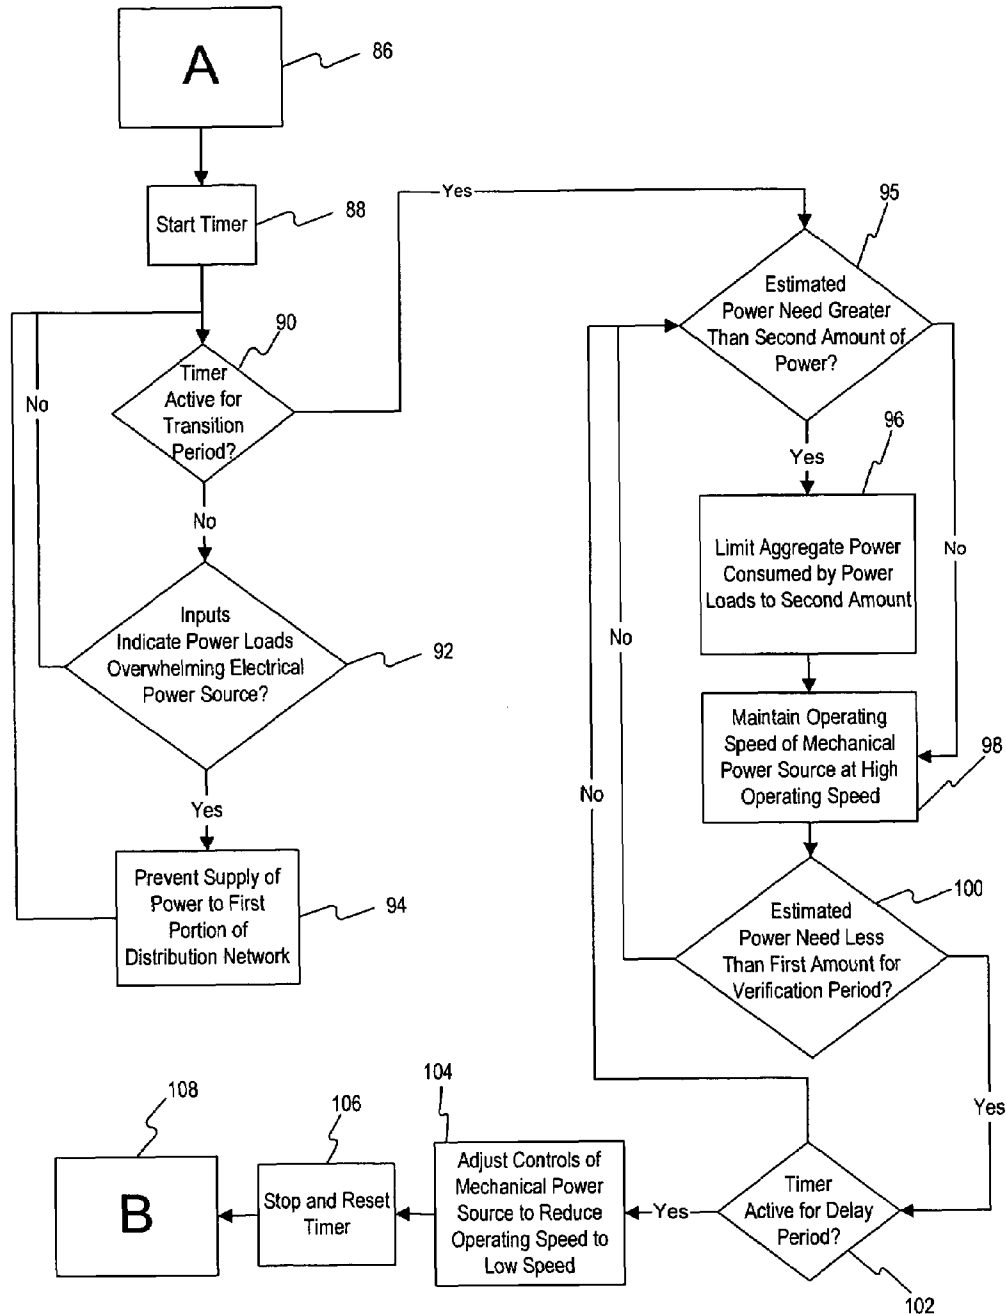 A
86
Start Timer
88
Yes
95
Estimated
Power Need Greater
Than Second Amount of
Power?
90
Timer
Active for
Transition
Period?
No
No
Yes
96
Limit Aggregate Power
Consumed by Power
Loads to Second Amount
No
Inputs
Indicate Power Loads
Overwhelming Electrical
Power Source?
92
No
Maintain Operating
Speed of Mechanical
Power Source at High
Operating Speed
98
No
Yes
Prevent Supply of
Power to First
Portion of
Distribution Network
94
100
Estimated
Power Need Less
Than First Amount for
Verification Period?
Yes
108
B
106
Stop and Reset
Timer
104
Adjust Controls of
Mechanical Power
Source to Reduce
Operating Speed to
Low Speed
Yes
Timer
Active for Delay
Period?
102